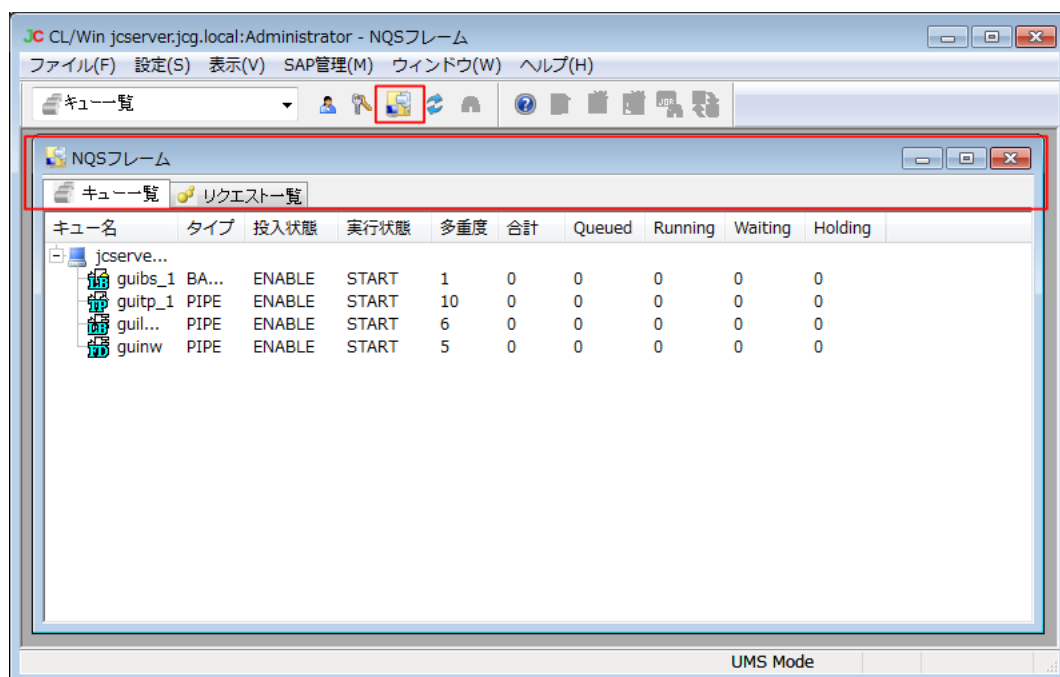 JC CL/Win jcserver.jcg.local:Administrator - NQSフレーム
ファイル(F) 設定(S) 表示(V) SAP管理(M) ウィンドウ(W) ヘルプ(H)
キュー一覧
NQSフレーム
キュー一覧 リクエスト一覧
キュー名 タイプ 投入状態 実行状態 多重度 合計 Queued Running Waiting Holding
jcserve...
guibs_1 BA... ENABLE START 1 0 0 0 0 0
guitp_1 PIPE ENABLE START 10 0 0 0 0 0
guil... PIPE ENABLE START 6 0 0 0 0 0
guinw PIPE ENABLE START 5 0 0 0 0 0
UMS Mode